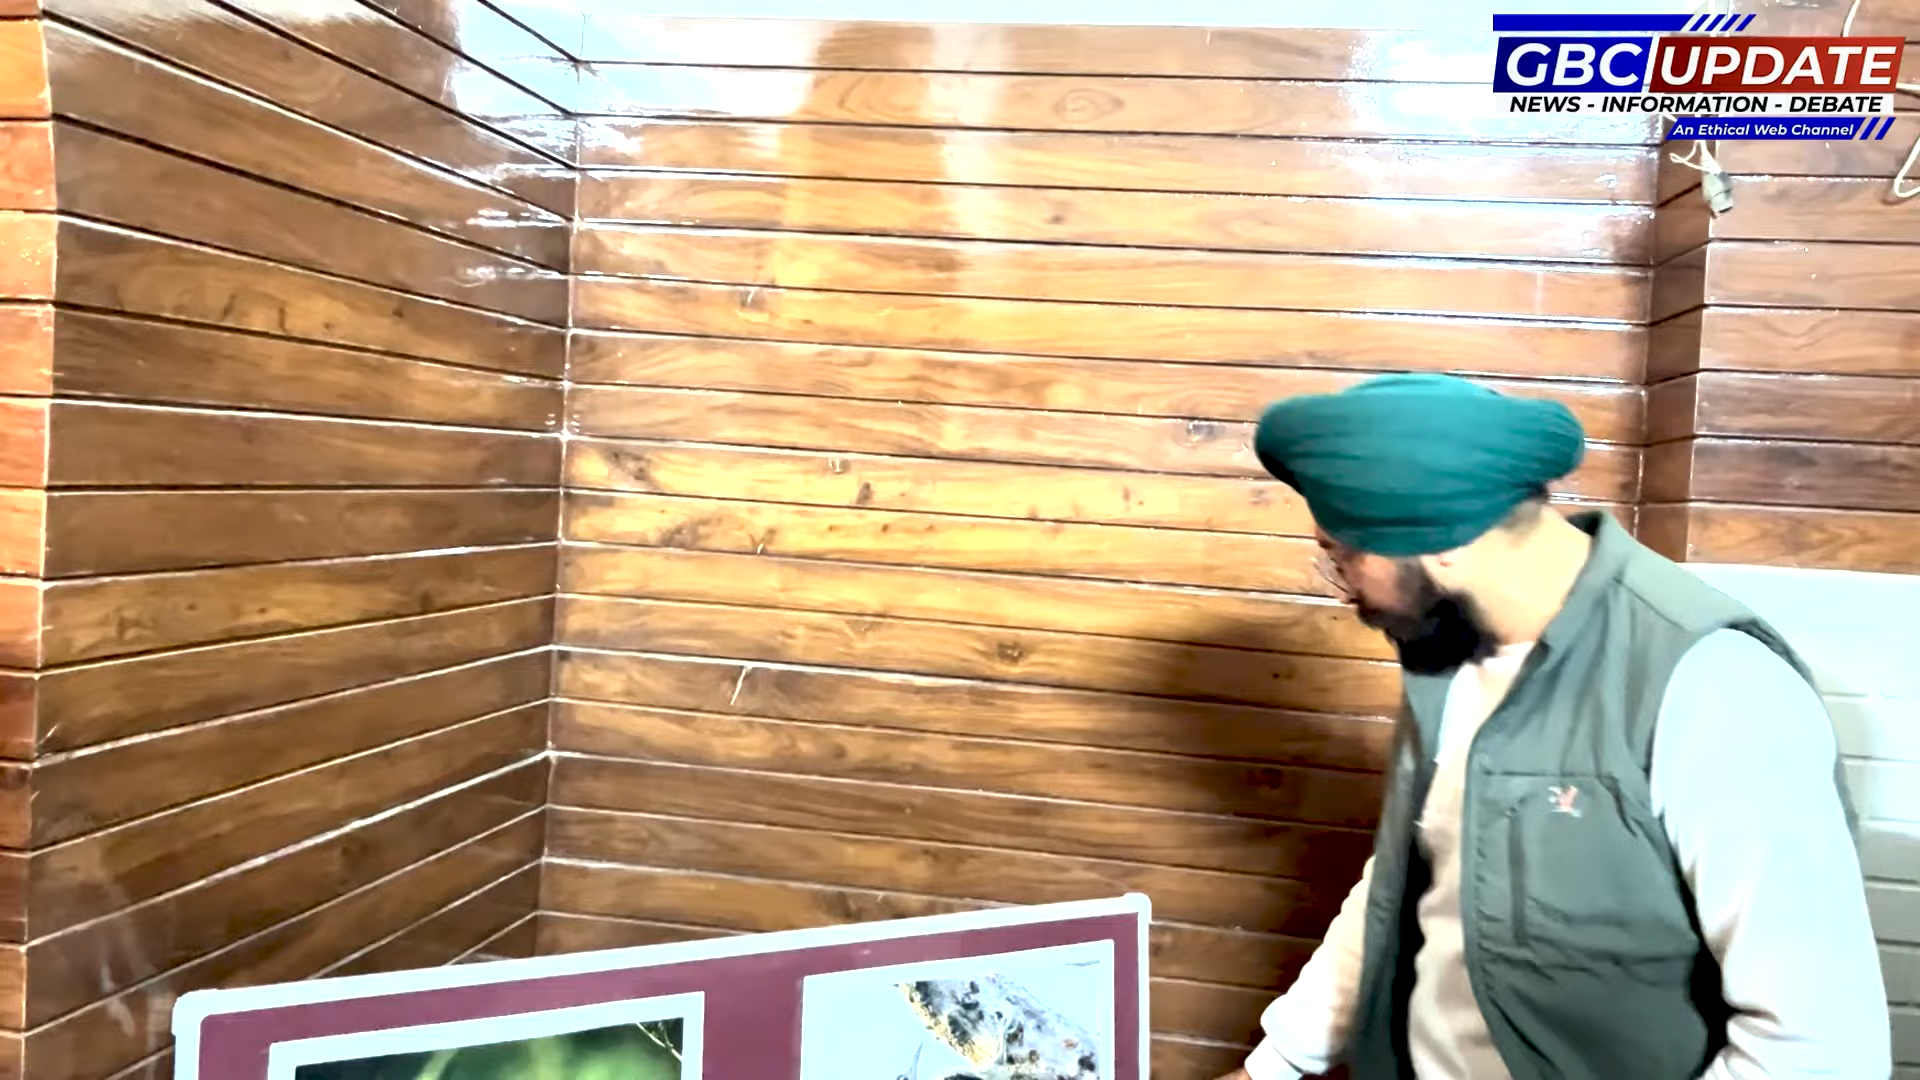 GBC UPDATE
NEWS - INFORMATION - DEBATE
An Ethical Web Channel